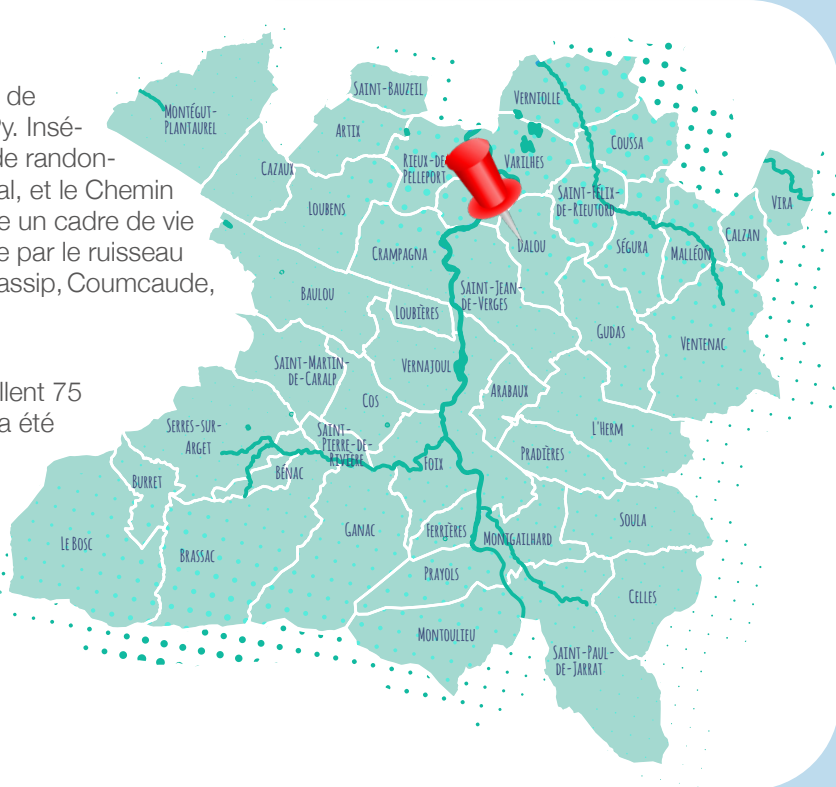 de
Py. Insé-
de randon-
al, et le Chemin
e un cadre de vie
e par le ruisseau
assip, Coumcaude,
llent 75
a été
Saint-Bauzeil
Verniolle
Montégut-
Plantaurel
Artix
Coussa
Cazaux
Rieux-de-
Pelleport
Varilhes
Saint-Félix-
de-Rieutord
Vira
Loubens
Calzan
Crampagna
Dalou
Ségura
Malléon
Baulou
Saint-Jean-
de-Verges
Loubières
Gudas
Ventenac
Saint-Martin-
de-Caralp
Vernajoul
Arabaux
Cos
Serres-sur-
Arget
Saint-
Pierre-de-
Rivière
L'Herm
Pradières
Burret
Bénac
Foix
Le Bosc
Brassac
Ganac
Ferrières
Montgailhard
Soula
Prayols
Celles
Montoulieu
Saint-Paul-
de-Jarrat